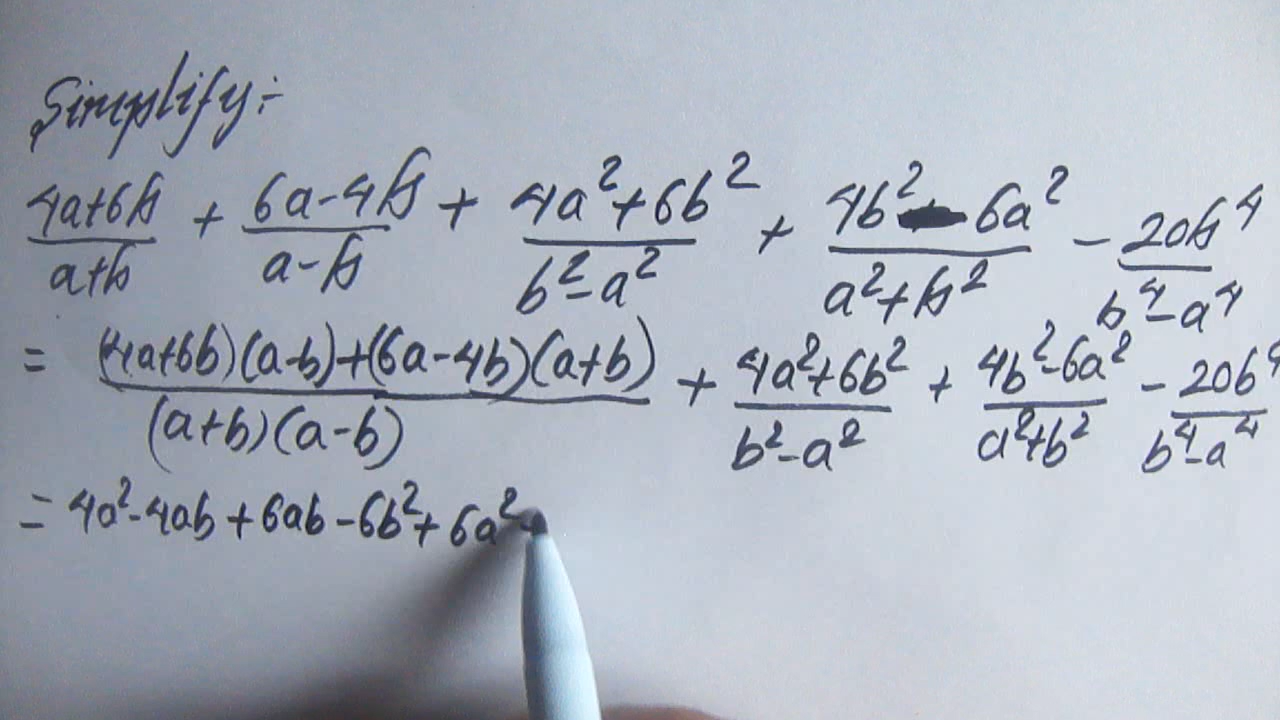 Simplify:-
(4a+6b)/(a+b) + (6a-4b)/(a-b) + (4a²+6b²)/(b²-a²) + (4b²-6a²)/(a²+b²) - 20b⁴/(b⁴-a⁴)
= ((4a+6b)(a-b)+(6a-4b)(a+b))/((a+b)(a-b)) + (4a²+6b²)/(b²-a²) + (4b²-6a²)/(a²+b²) - 20b⁴/(b⁴-a⁴)
= 4a²-4ab+6ab-6b²+6a²